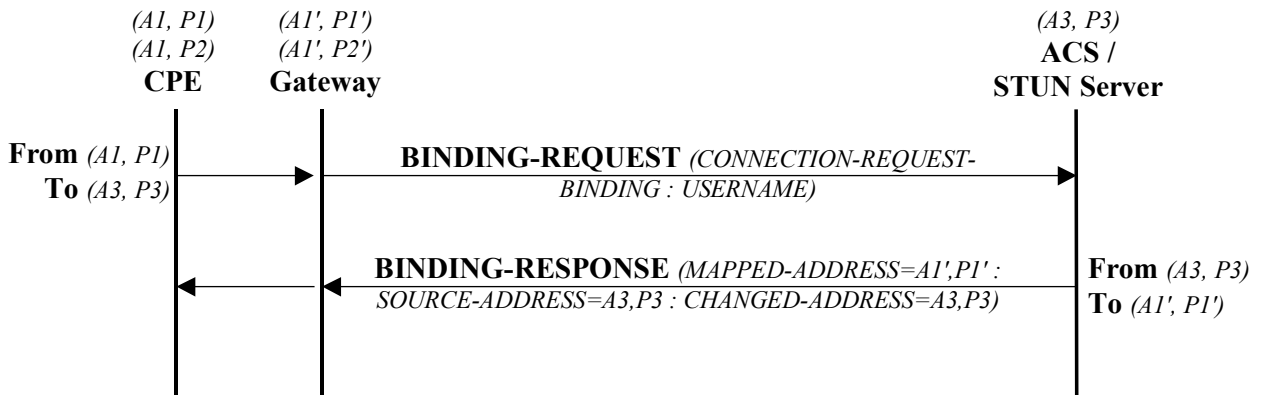 (A1, P1) (A1', P1') (A3, P3)
(A1, P2) (A1', P2') ACS /
CPE Gateway STUN Server
From (A1, P1)
To (A3, P3)
BINDING-REQUEST (CONNECTION-REQUEST-
BINDING : USERNAME)
BINDING-RESPONSE (MAPPED-ADDRESS=A1',P1' :
SOURCE-ADDRESS=A3,P3 : CHANGED-ADDRESS=A3,P3)
From (A3, P3)
To (A1', P1')